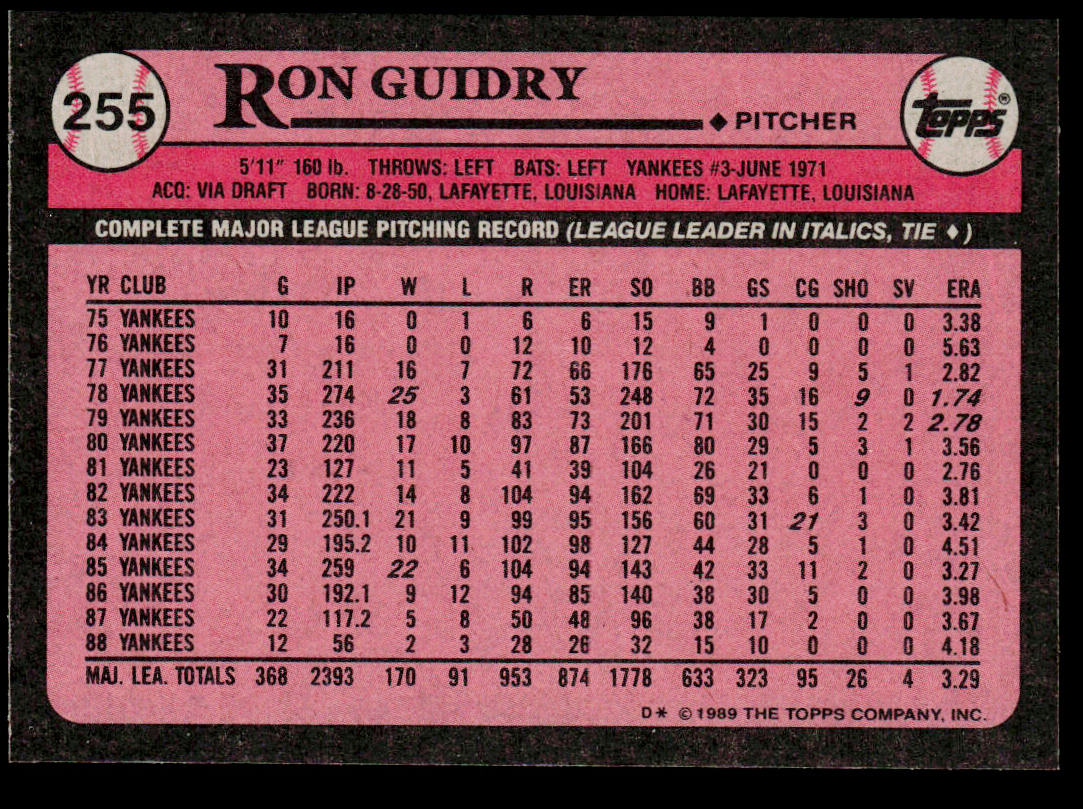 255
RON GUIDRY
◆ PITCHER
topps®
5'11" 160 lb. THROWS: LEFT BATS: LEFT YANKEES #3-JUNE 1971
ACQ: VIA DRAFT BORN: 8-28-50, LAFAYETTE, LOUISIANA HOME: LAFAYETTE, LOUISIANA
COMPLETE MAJOR LEAGUE PITCHING RECORD (LEAGUE LEADER IN ITALICS, TIE ♦)
YR CLUB G IP W L R ER SO BB GS CG SHO SV ERA
75 YANKEES 10 16 0 1 6 6 15 9 1 0 0 0 3.38
76 YANKEES 7 16 0 0 12 10 12 4 0 0 0 0 5.63
77 YANKEES 31 211 16 7 72 66 176 65 25 9 5 1 2.82
78 YANKEES 35 274 25 3 61 53 248 72 35 16 9 0 1.74
79 YANKEES 33 236 18 8 83 73 201 71 30 15 2 2 2.78
80 YANKEES 37 220 17 10 97 87 166 80 29 5 3 1 3.56
81 YANKEES 23 127 11 5 41 39 104 26 21 0 0 0 2.76
82 YANKEES 34 222 14 8 104 94 162 69 33 6 1 0 3.81
83 YANKEES 31 250.1 21 9 99 95 156 60 31 21 3 0 3.42
84 YANKEES 29 195.2 10 11 102 98 127 44 28 5 1 0 4.51
85 YANKEES 34 259 22 6 104 94 143 42 33 11 2 0 3.27
86 YANKEES 30 192.1 9 12 94 85 140 38 30 5 0 0 3.98
87 YANKEES 22 117.2 5 8 50 48 96 38 17 2 0 0 3.67
88 YANKEES 12 56 2 3 28 26 32 15 10 0 0 0 4.18
MAJ. LEA. TOTALS 368 2393 170 91 953 874 1778 633 323 95 26 4 3.29
D* © 1989 THE TOPPS COMPANY, INC.